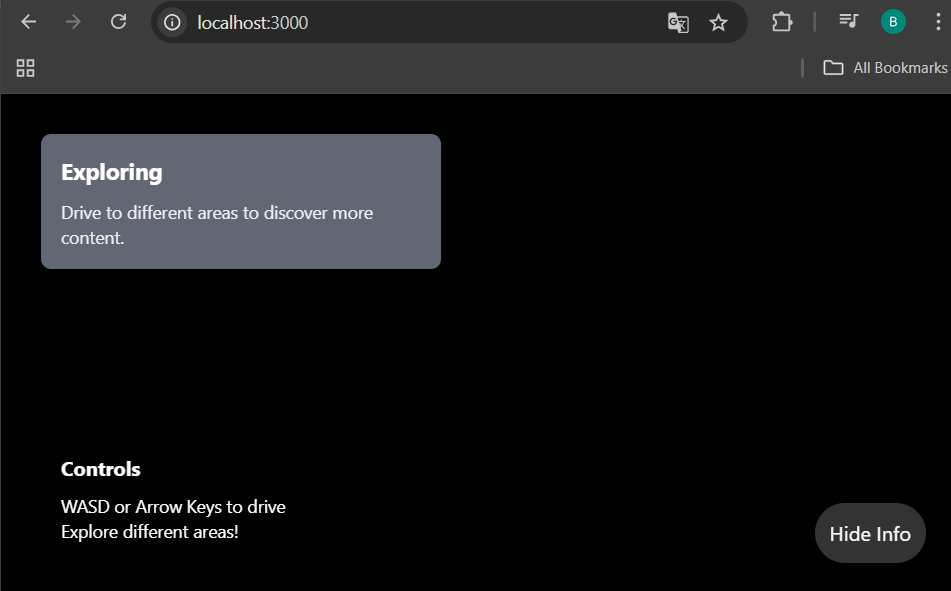 localhost:3000
B
All Bookmarks
Exploring
Drive to different areas to discover more
content.
Controls
WASD or Arrow Keys to drive
Explore different areas!
Hide Info